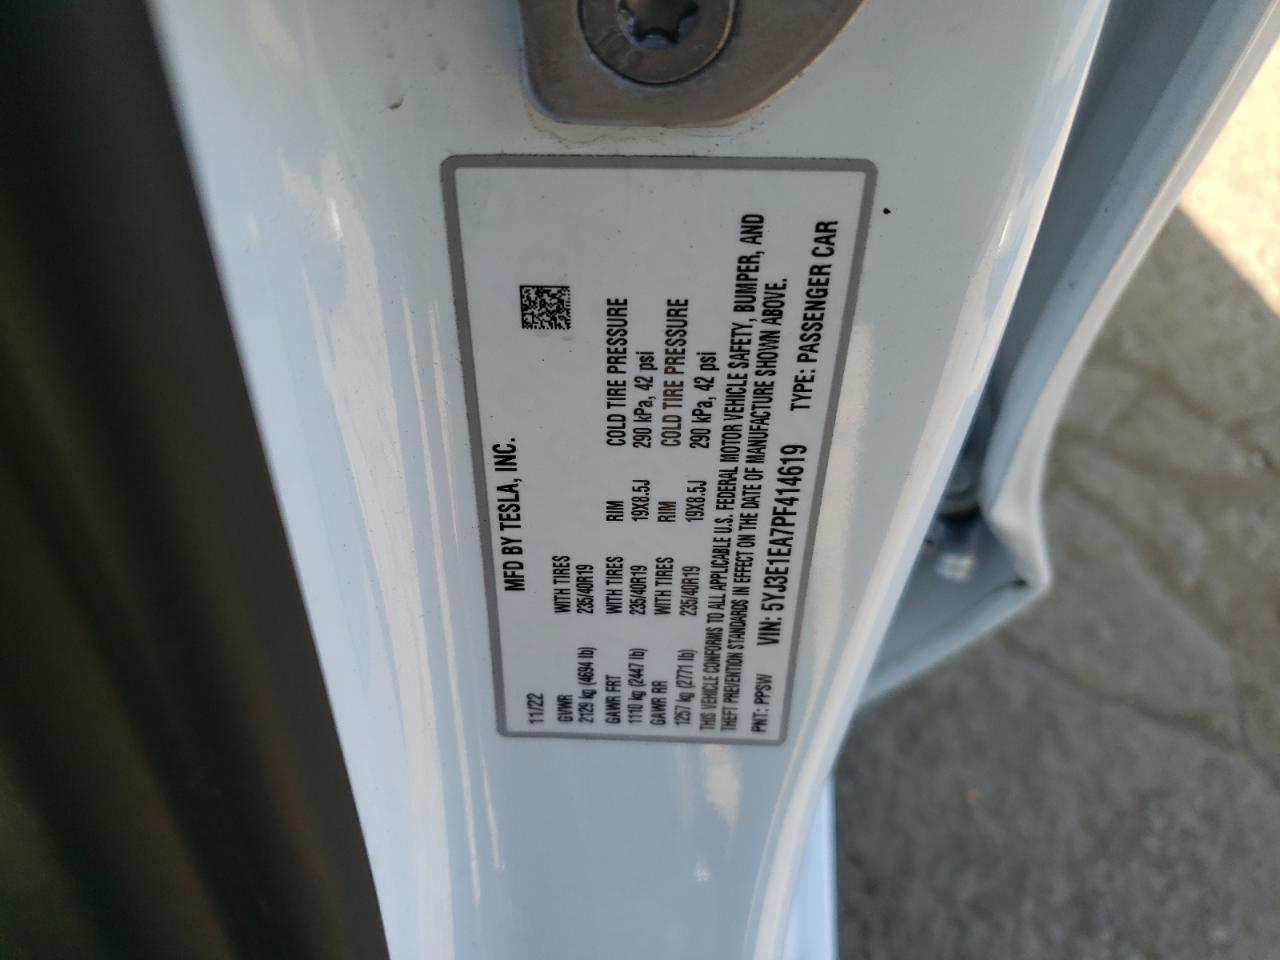 MFD BY TESLA, INC.
11/22
GVWR WITH TIRES RIM COLD TIRE PRESSURE
2129 kg (4694 lb) 235/40R19
GAWR FRT WITH TIRES RIM COLD TIRE PRESSURE
1110 kg (2447 lb) 235/40R19 19X8.5J 290 kPa, 42 psi
GAWR RR WITH TIRES RIM COLD TIRE PRESSURE
1257 kg (2771 lb) 235/40R19 19X8.5J 290 kPa, 42 psi
THIS VEHICLE CONFORMS TO ALL APPLICABLE U.S. FEDERAL MOTOR VEHICLE SAFETY, BUMPER, AND
THEFT PREVENTION STANDARDS IN EFFECT ON THE DATE OF MANUFACTURE SHOWN ABOVE.
PNT: PPSW VIN: 5YJ3E1EA7PF414619 TYPE: PASSENGER CAR